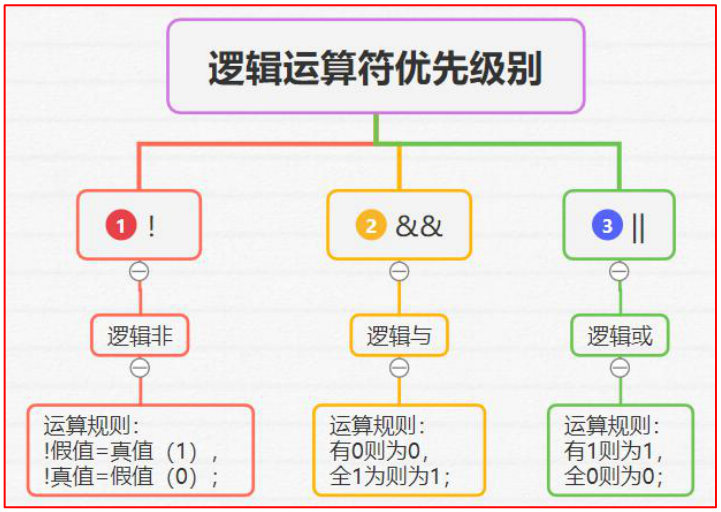 逻辑运算符优先级别
1 !
2 &&
3 ||
逻辑非
逻辑与
逻辑或
运算规则：
!假值=真值（1），
!真值=假值（0）；
运算规则：
有0则为0，
全1为则为1；
运算规则：
有1则为1，
全0则为0；